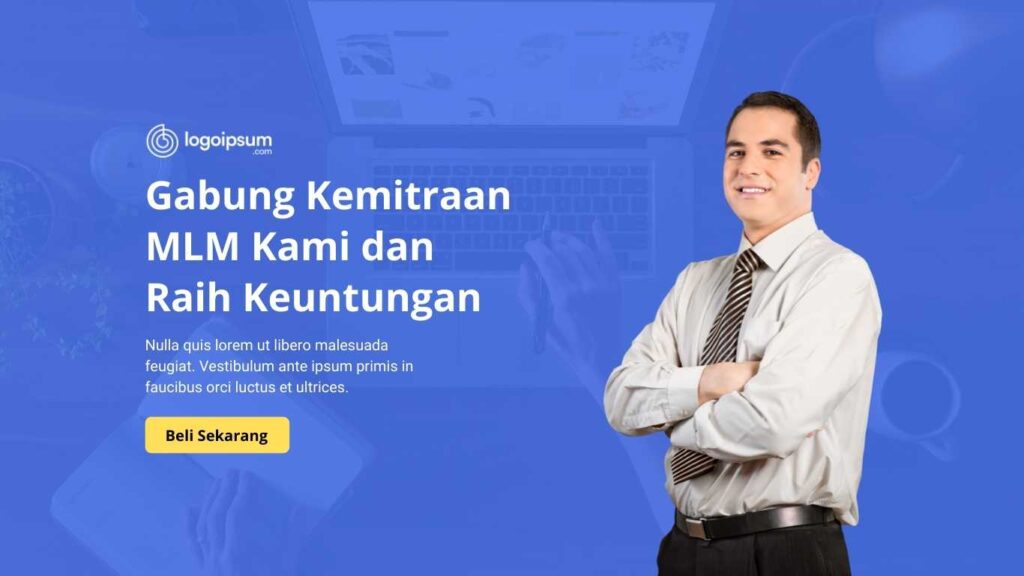 logoipsum
.com
Gabung Kemitraan
MLM Kami dan
Raih Keuntungan
Nulla quis lorem ut libero malesuada
feugiat. Vestibulum ante ipsum primis in
faucibus orci luctus et ultrices.
Beli Sekarang